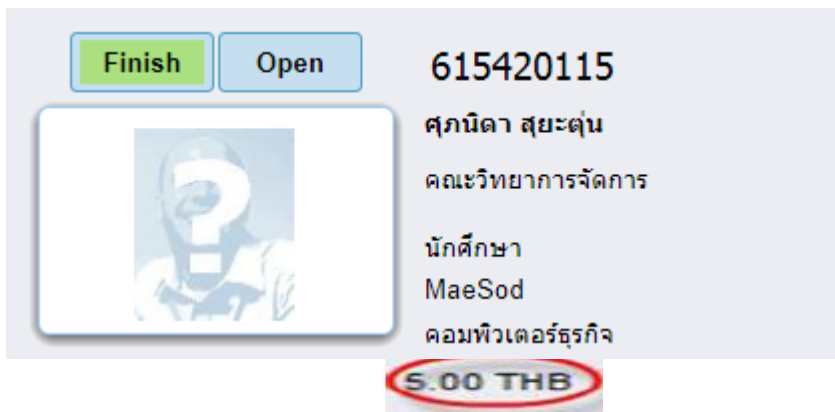 Finish Open 615420115
ศุภนิดา สุยะตุ่น
คณะวิทยาการจัดการ
นักศึกษา
MaeSod
คอมพิวเตอร์ธุรกิจ
5.00 THB